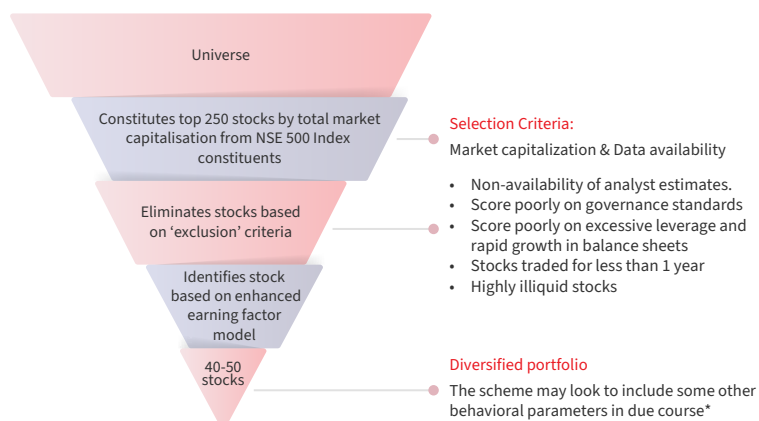 Universe
Constitutes top 250 stocks by total market
capitalisation from NSE 500 Index
constituents
Selection Criteria:
Market capitalization & Data availability
Eliminates stocks based
on ‘exclusion’ criteria
• Non-availability of analyst estimates.
• Score poorly on governance standards
• Score poorly on excessive leverage and
rapid growth in balance sheets
• Stocks traded for less than 1 year
• Highly illiquid stocks
Identifies stock
based on enhanced
earning factor
model
40-50
stocks
Diversified portfolio
The scheme may look to include some other
behavioral parameters in due course*